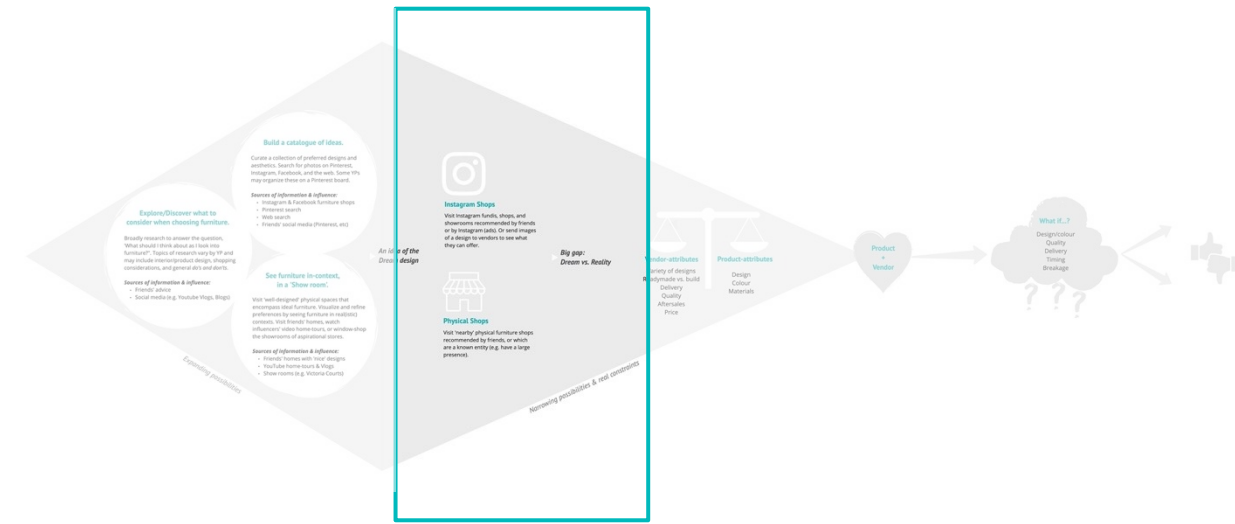 Explore/Discover what to
consider when choosing furniture.
Broadly research to answer the question,
'What should I think about as I look into
furniture?'. Topics of research vary by YP and
may include interior/product design, shopping
considerations, and general do's and don'ts.
Sources of information & influence:
• Friends' advice
• Social media (e.g. Youtube Vlogs, Blogs)
Build a catalogue of ideas.
Curate a collection of preferred designs and
aesthetics. Search for photos on Pinterest,
Instagram, Facebook, and the web. Some YPs
may organize these on a Pinterest board.
Sources of information & influence:
• Instagram & Facebook furniture shops
• Pinterest search
• Web search
• Friends' social media (Pinterest, etc)
See furniture in-context,
in a 'Show room'.
Visit 'well-designed' physical spaces that
encompass ideal furniture. Visualize and refine
preferences by seeing furniture in real(istic)
contexts. Visit friends' homes, watch
influencers' video home-tours, or window-shop
the showrooms of aspirational stores.
Sources of information & influence:
• Friends' homes with 'nice' designs
• YouTube home-tours & Vlogs
• Show rooms (e.g. Victoria Courts)
Expanding possibilities
An idea of the
Dream design
Instagram Shops
Visit Instagram fundis, shops, and
showrooms recommended by friends
or by Instagram (ads). Or send images
of a design to vendors to see what
they can offer.
Physical Shops
Visit 'nearby' physical furniture shops
recommended by friends, or which
are a known entity (e.g. have a large
presence).
Big gap:
Dream vs. Reality
Narrowing possibilities & real constraints
Vendor-attributes
Variety of designs
Readymade vs. build
Delivery
Quality
Aftersales
Price
Product-attributes
Design
Colour
Materials
Product
+
Vendor
What if...?
Design/colour
Quality
Delivery
Timing
Breakage
? ? ?